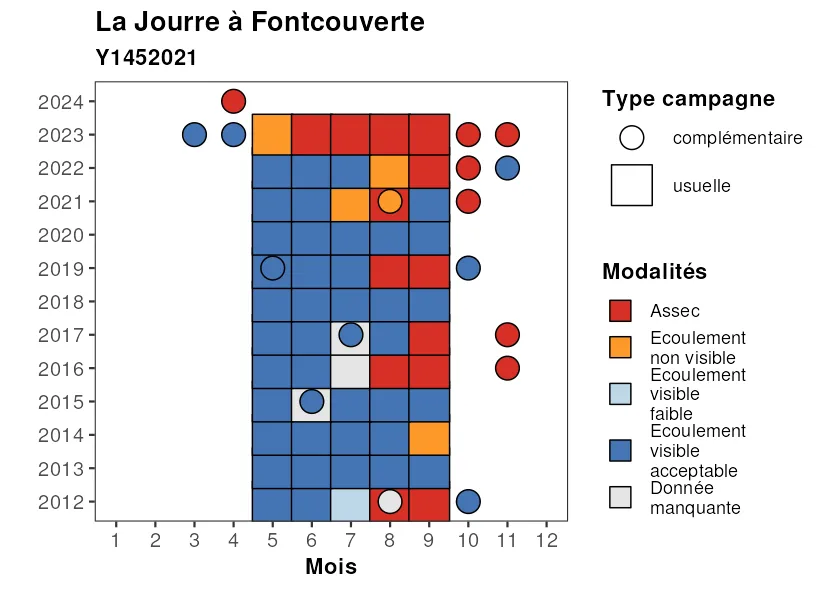 La Jourre à Fontcouverte
Y1452021
2024
2023
2022
2021
2020
2019
2018
2017
2016
2015
2014
2013
2012
1 2 3 4 5 6 7 8 9 10 11 12
Mois
Type campagne
complémentaire
usuelle
Modalités
Assec
Ecoulement
non visible
Ecoulement
visible
faible
Ecoulement
visible
acceptable
Donnée
manquante